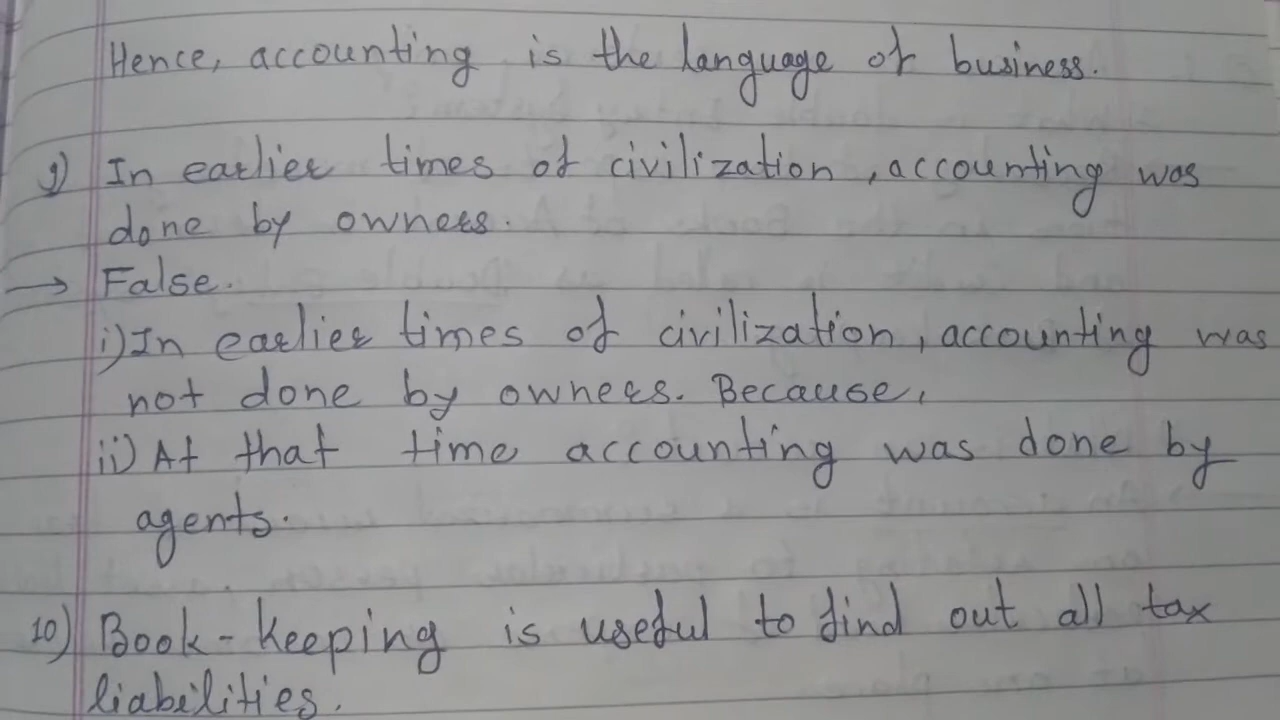 Hence, accounting is the language of business.
9) In earlier times of civilization, accounting was
done by owners.
→ False.
i) In earlier times of civilization, accounting was
not done by owners. Because,
ii) At that time accounting was done by
agents.
10) Book-keeping is useful to find out all tax
liabilities.